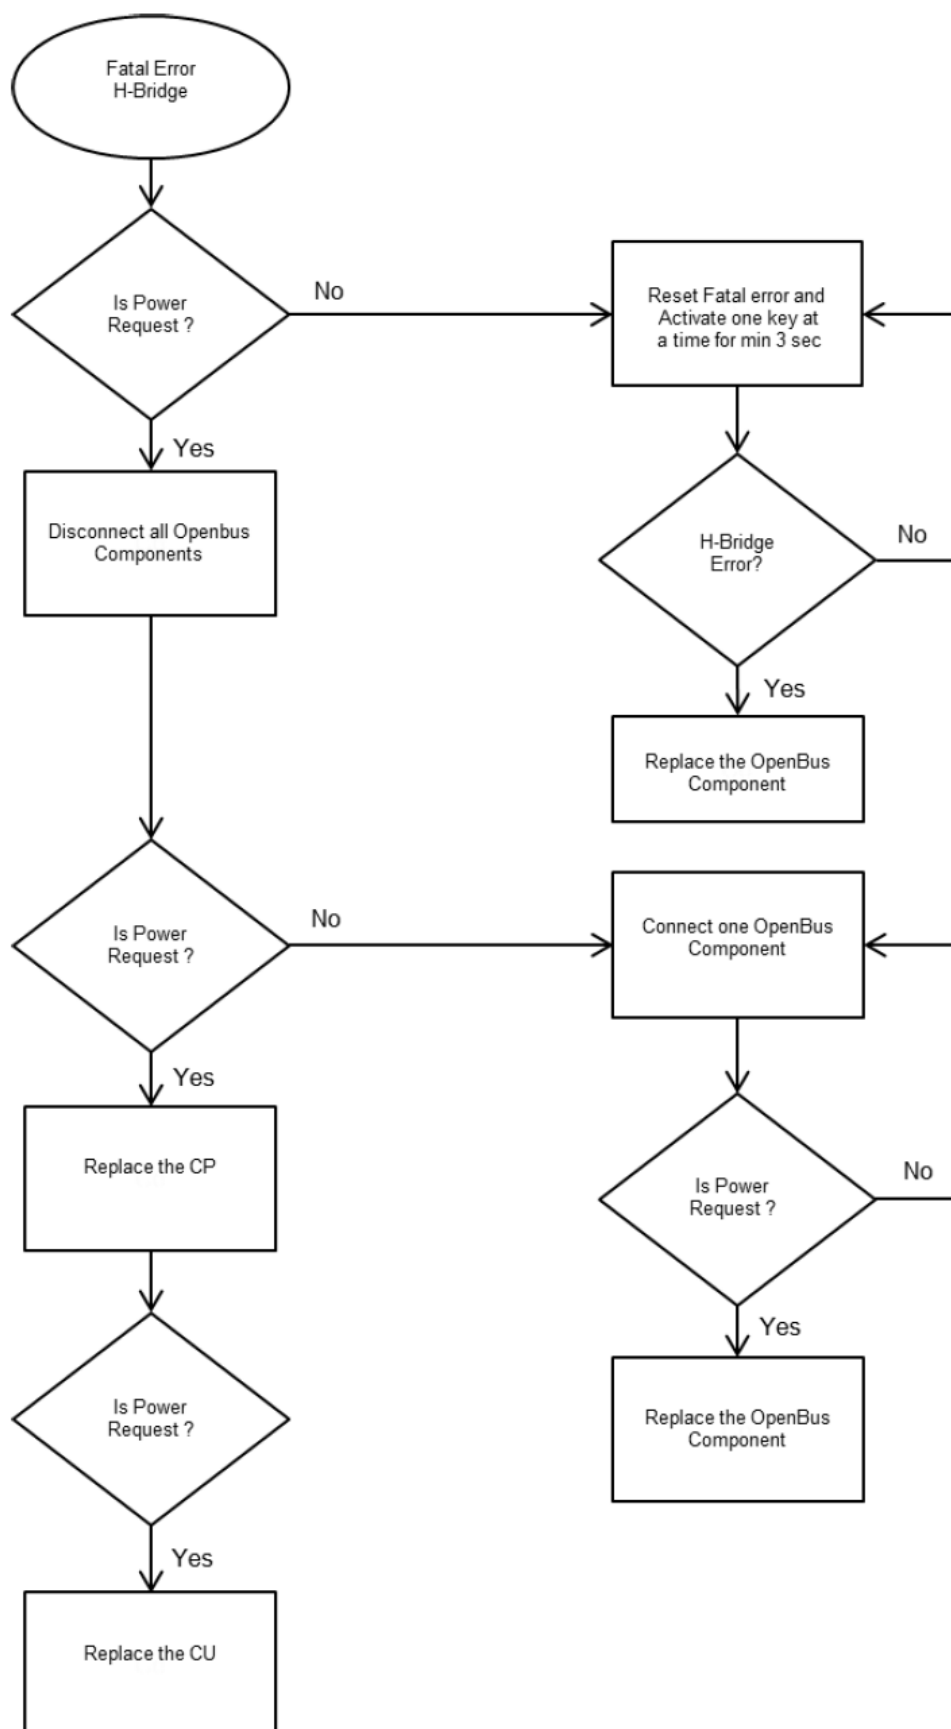 Fatal Error
H-Bridge
Is Power
Request ?
No
Reset Fatal error and
Activate one key at
a time for min 3 sec
Yes
Disconnect all Openbus
Components
H-Bridge
Error?
No
Yes
Replace the OpenBus
Component
Is Power
Request ?
No
Connect one OpenBus
Component
Yes
Replace the CP
Is Power
Request ?
No
Yes
Replace the OpenBus
Component
Is Power
Request ?
Yes
Replace the CU